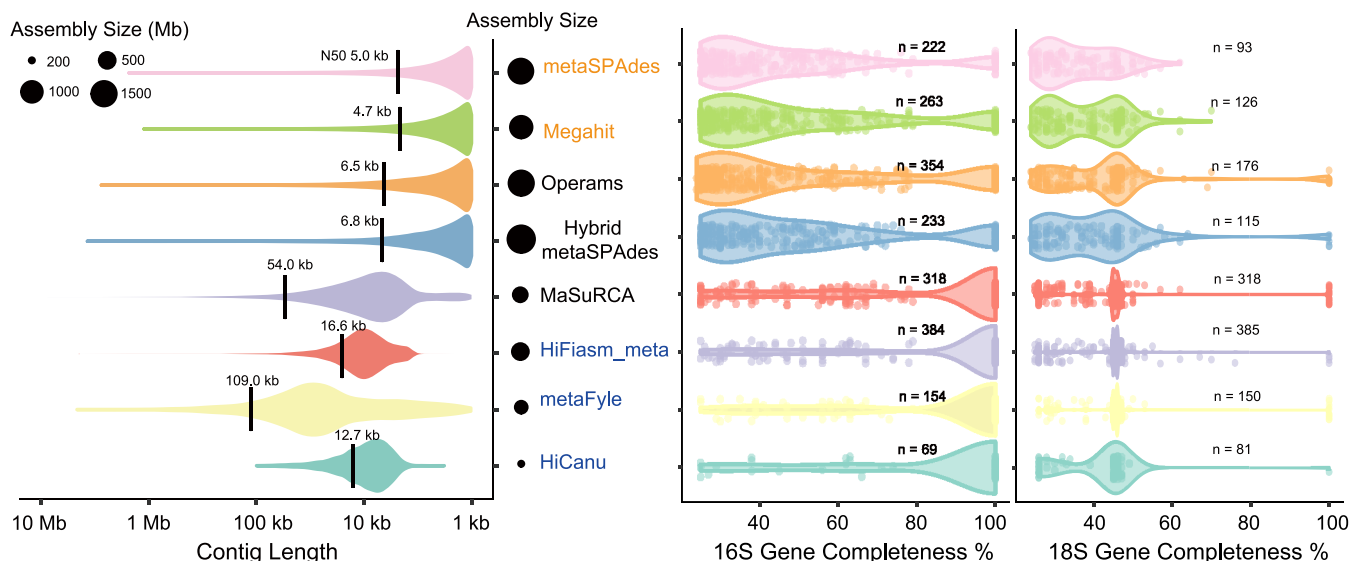 Assembly Size (Mb)
200
500
1000
1500
Assembly Size
N50 5.0 kb
metaSPAdes
n = 222
n = 93
4.7 kb
Megahit
n = 263
n = 126
6.5 kb
Operams
n = 354
n = 176
6.8 kb
Hybrid
metaSPAdes
n = 233
n = 115
54.0 kb
MaSuRCA
n = 318
n = 318
16.6 kb
HiFiasm_meta
n = 384
n = 385
109.0 kb
metaFyle
n = 154
n = 150
12.7 kb
HiCanu
n = 69
n = 81
10 Mb
1 Mb
100 kb
10 kb
1 kb
Contig Length
40
60
80
100
16S Gene Completeness %
40
60
80
100
18S Gene Completeness %